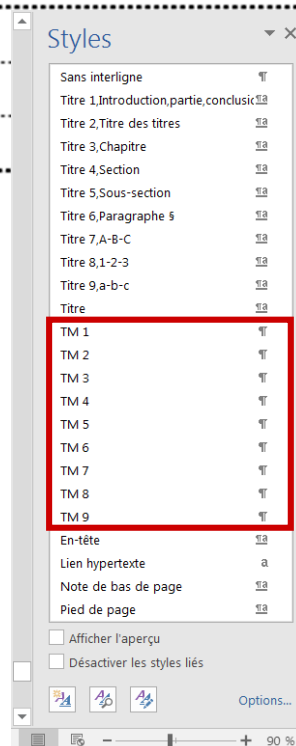 Styles
Sans interligne ¶
Titre 1,Introduction,partie,conclusic ¶a
Titre 2,Titre des titres ¶a
Titre 3,Chapitre ¶a
Titre 4,Section ¶a
Titre 5,Sous-section ¶a
Titre 6,Paragraphe § ¶a
Titre 7,A-B-C ¶a
Titre 8,1-2-3 ¶a
Titre 9,a-b-c ¶a
Titre ¶a
TM 1 ¶
TM 2 ¶
TM 3 ¶
TM 4 ¶
TM 5 ¶
TM 6 ¶
TM 7 ¶
TM 8 ¶
TM 9 ¶
En-tête ¶a
Lien hypertexte a
Note de bas de page ¶a
Pied de page ¶a
Afficher l'aperçu
Désactiver les styles liés
Options...
90 %